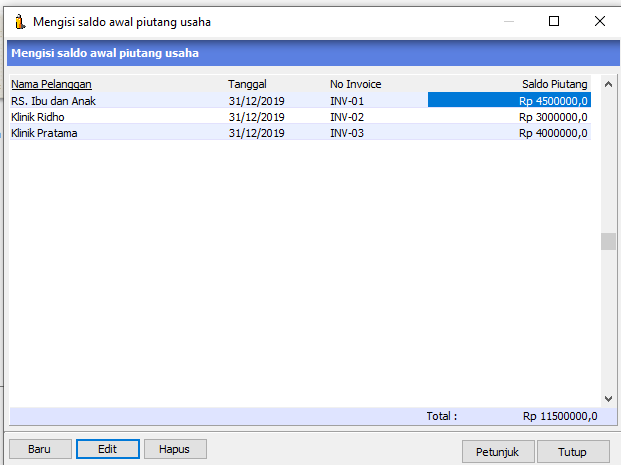 Mengisi saldo awal piutang usaha
Mengisi saldo awal piutang usaha
Nama Pelanggan Tanggal No Invoice Saldo Piutang
RS. Ibu dan Anak 31/12/2019 INV-01 Rp 4500000,0
Klinik Ridho 31/12/2019 INV-02 Rp 3000000,0
Klinik Pratama 31/12/2019 INV-03 Rp 4000000,0
Total : Rp 11500000,0
Baru Edit Hapus Petunjuk Tutup